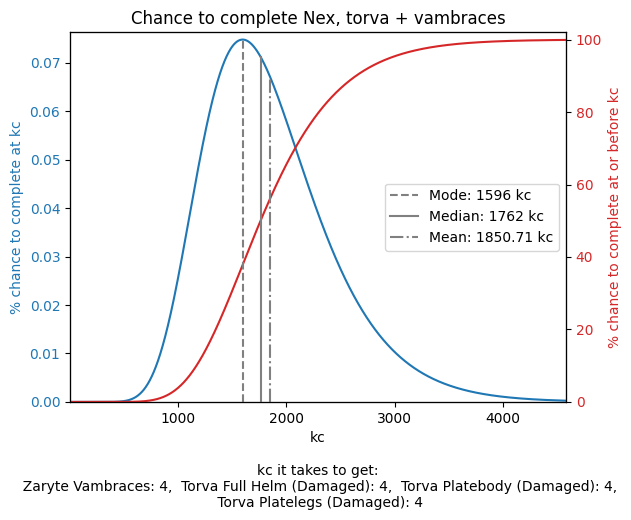 Chance to complete Nex, torva + vambraces
% chance to complete at kc
0.07
0.06
0.05
0.04
0.03
0.02
0.01
0.00
Mode: 1596 kc
Median: 1762 kc
Mean: 1850.71 kc
100
80
60
40
20
0
% chance to complete at or before kc
1000
2000
3000
4000
kc
kc it takes to get:
Zaryte Vambraces: 4,  Torva Full Helm (Damaged): 4,  Torva Platebody (Damaged): 4,
Torva Platelegs (Damaged): 4